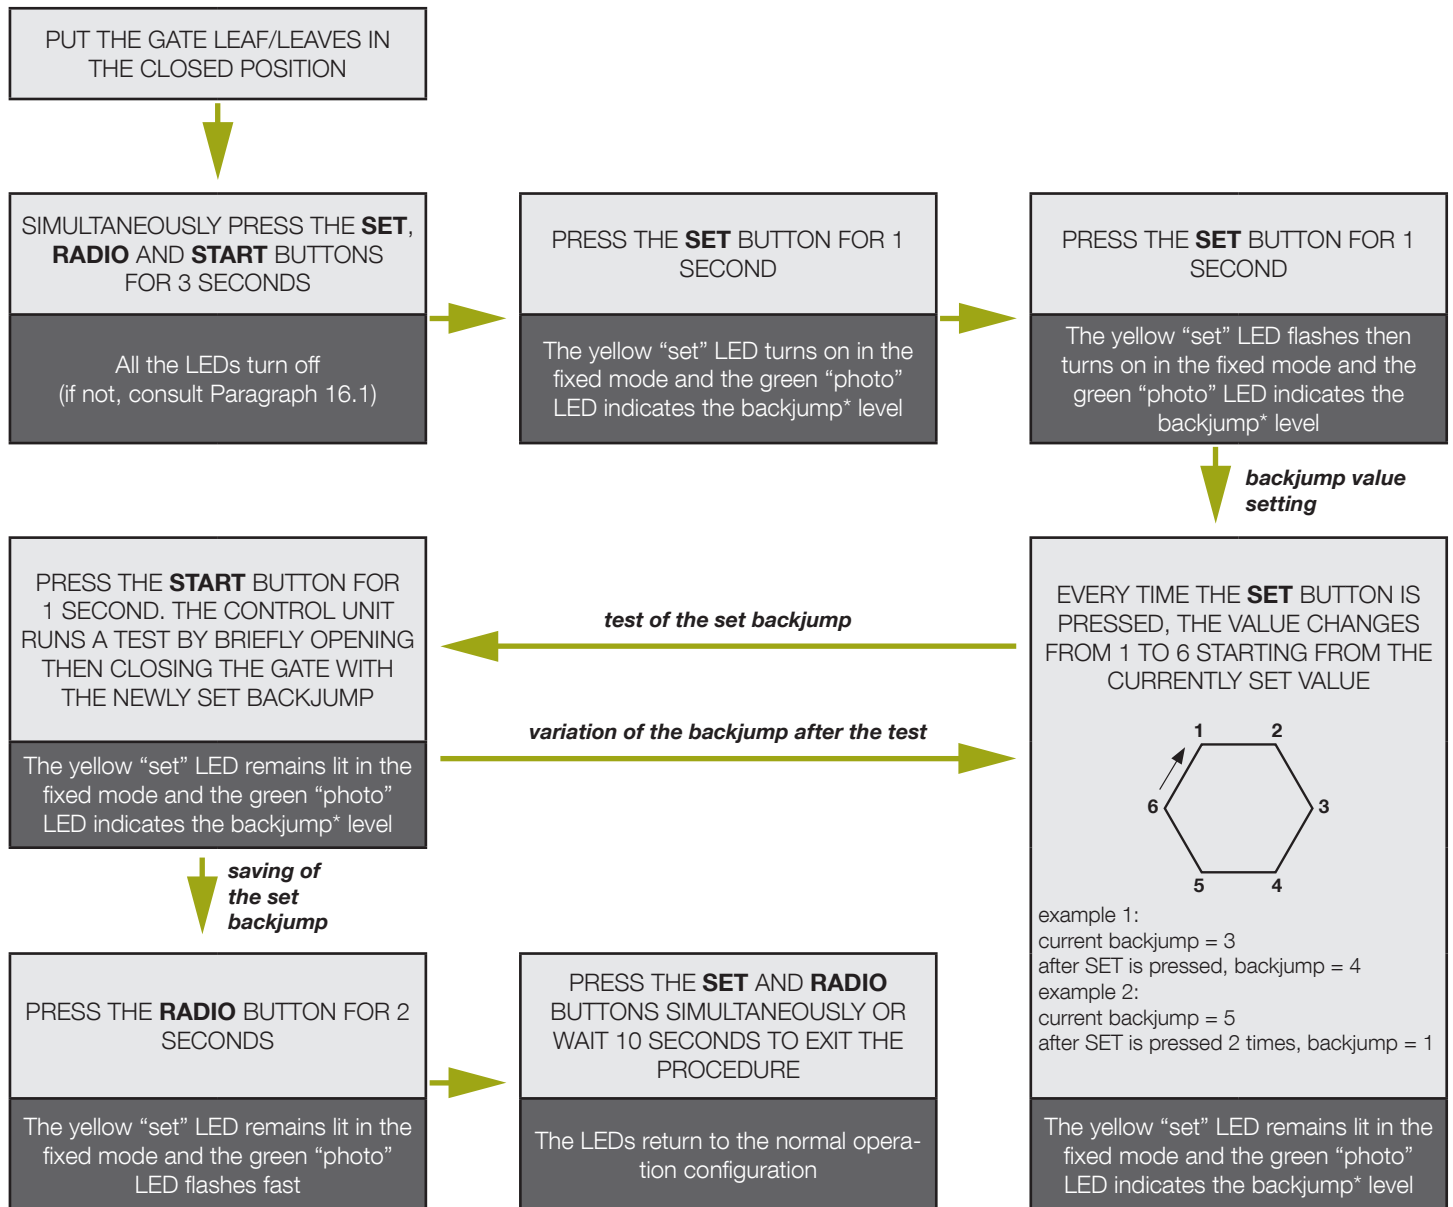 PUT THE GATE LEAF/LEAVES IN
THE CLOSED POSITION
SIMULTANEOUSLY PRESS THE SET,
RADIO AND START BUTTONS
FOR 3 SECONDS
All the LEDs turn off
(if not, consult Paragraph 16.1)
PRESS THE SET BUTTON FOR 1
SECOND
The yellow “set” LED turns on in the
fixed mode and the green “photo”
LED indicates the backjump* level
PRESS THE SET BUTTON FOR 1
SECOND
The yellow “set” LED flashes then
turns on in the fixed mode and the
green “photo” LED indicates the
backjump* level
backjump value
setting
EVERY TIME THE SET BUTTON IS
PRESSED, THE VALUE CHANGES
FROM 1 TO 6 STARTING FROM THE
CURRENTLY SET VALUE
1 2
6 3
5 4
example 1:
current backjump = 3
after SET is pressed, backjump = 4
example 2:
current backjump = 5
after SET is pressed 2 times, backjump = 1
The yellow “set” LED remains lit in the
fixed mode and the green “photo”
LED indicates the backjump* level
test of the set backjump
variation of the backjump after the test
PRESS THE START BUTTON FOR
1 SECOND. THE CONTROL UNIT
RUNS A TEST BY BRIEFLY OPENING
THEN CLOSING THE GATE WITH
THE NEWLY SET BACKJUMP
The yellow “set” LED remains lit in the
fixed mode and the green “photo”
LED indicates the backjump* level
saving of
the set
backjump
PRESS THE RADIO BUTTON FOR 2
SECONDS
The yellow “set” LED remains lit in the
fixed mode and the green “photo”
LED flashes fast
PRESS THE SET AND RADIO
BUTTONS SIMULTANEOUSLY OR
WAIT 10 SECONDS TO EXIT THE
PROCEDURE
The LEDs return to the normal opera-
tion configuration